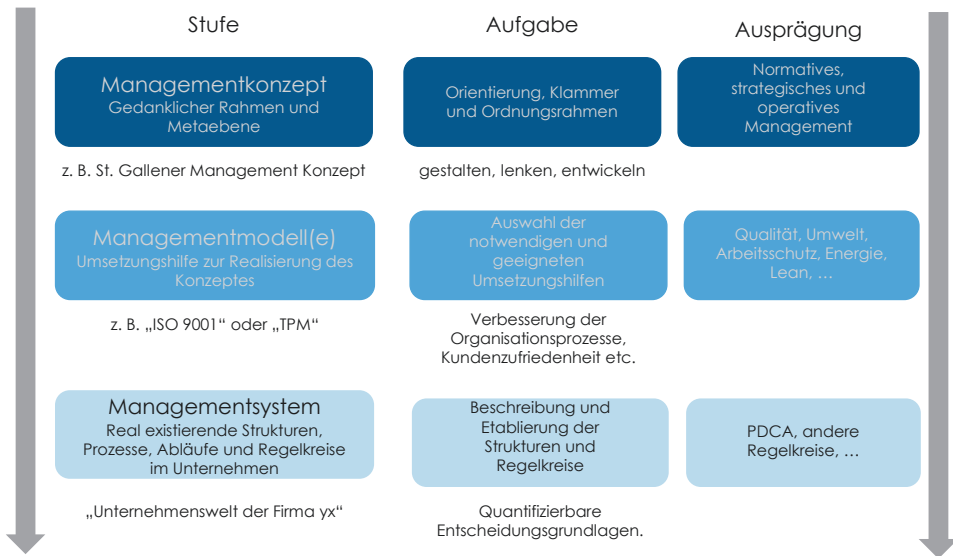 Stufe
Aufgabe
Ausprägung
Managementkonzept
Gedanklicher Rahmen und
Metaebene
Orientierung, Klammer
und Ordnungsrahmen
Normatives,
strategisches und
operatives
Management
z. B. St. Gallener Management Konzept
gestalten, lenken, entwickeln
Managementmodell(e)
Umsetzungshilfe zur Realisierung des
Konzeptes
Auswahl der
notwendigen und
geeigneten
Umsetzungshilfen
Qualität, Umwelt,
Arbeitsschutz, Energie,
Lean, …
z. B. „ISO 9001“ oder „TPM“
Verbesserung der
Organisationsprozesse,
Kundenzufriedenheit etc.
Managementsystem
Real existierende Strukturen,
Prozesse, Abläufe und Regelkreise
im Unternehmen
Beschreibung und
Etablierung der
Strukturen und
Regelkreise
PDCA, andere
Regelkreise, …
„Unternehmenswelt der Firma yx“
Quantifizierbare
Entscheidungsgrundlagen.